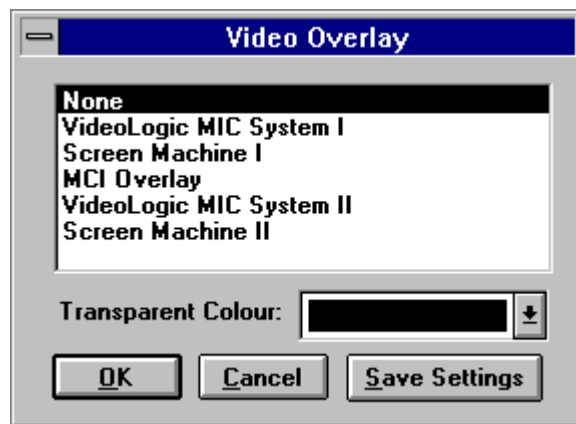 Video Overlay
None
VideoLogic MIC System I
Screen Machine I
MCI Overlay
VideoLogic MIC System II
Screen Machine II
Transparent Colour:
OK Cancel Save Settings